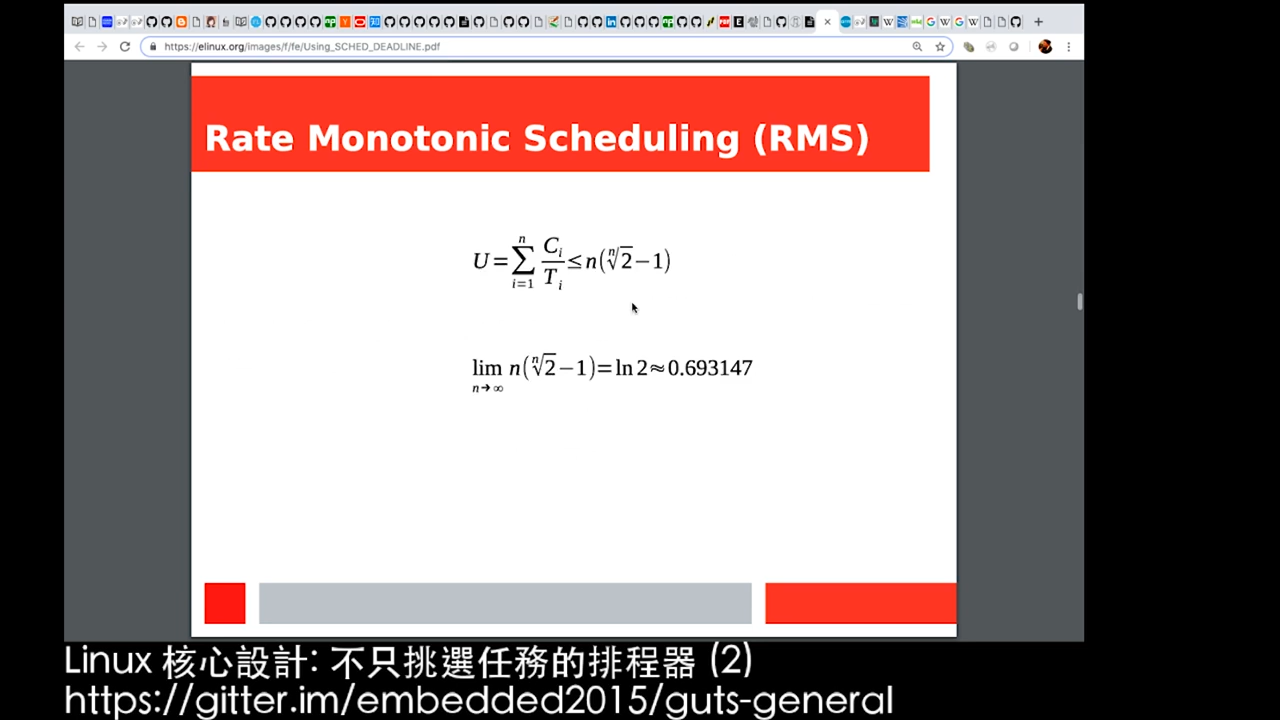 https://elinux.org/images/f/fe/Using_SCHED_DEADLINE.pdf
Rate Monotonic Scheduling (RMS)
U=∑_{i=1}^{n} C_i/T_i ≤ n(ⁿ√2−1)
lim_{n→∞} n(ⁿ√2−1)=ln2≈0.693147
Linux 核心設計: 不只挑選任務的排程器 (2)
https://gitter.im/embedded2015/guts-general